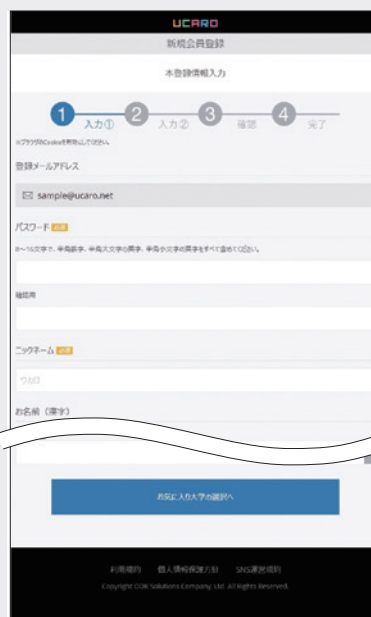 UCARO
新規会員登録
本登録情報入力
1 入力① 2 入力② 3 確認 4 完了
※ブラウザのCookieを有効にしてください。
登録メールアドレス
sample@ucaro.net
パスワード 必須
8〜16文字で、半角数字、半角大文字の英字、半角小文字の英字をすべて含めてください。
確認用
ニックネーム 必須
ウカロ
お名前（漢字）
お気に入り大学の選択へ
利用規約 個人情報保護方針 SNS運営規約
Copyright ODK Solutions Company, Ltd. All Rights Reserved.